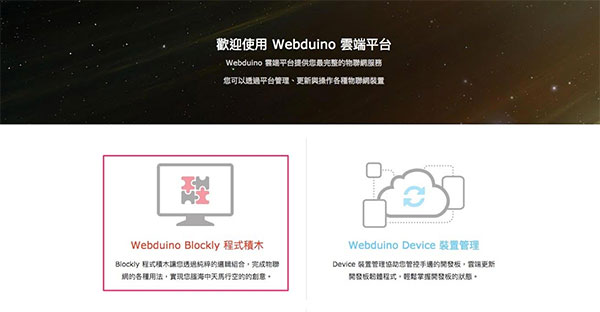 歡迎使用 Webduino 雲端平台
Webduino 雲端平台提供您最完整的物聯網服務
您可以透過平台管理、更新與操作各種物聯網裝置
Webduino Blockly 程式積木
Blockly 程式積木讓您透過純粹的邏輯組合，完成物聯
網的各種用法，實現您腦海中天馬行空的的創意。
Webduino Device 裝置管理
Device 裝置管理協助您管控手邊的開發板，雲端更新
開發板韌體程式，輕鬆掌握開發板的狀態。